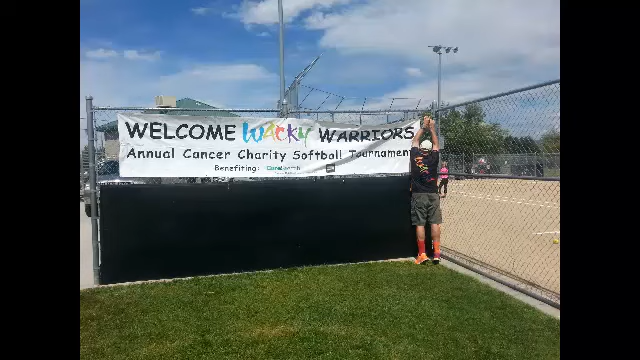 WELCOME WACKY WARRIORS
Annual Cancer Charity Softball Tournament
Benefiting: